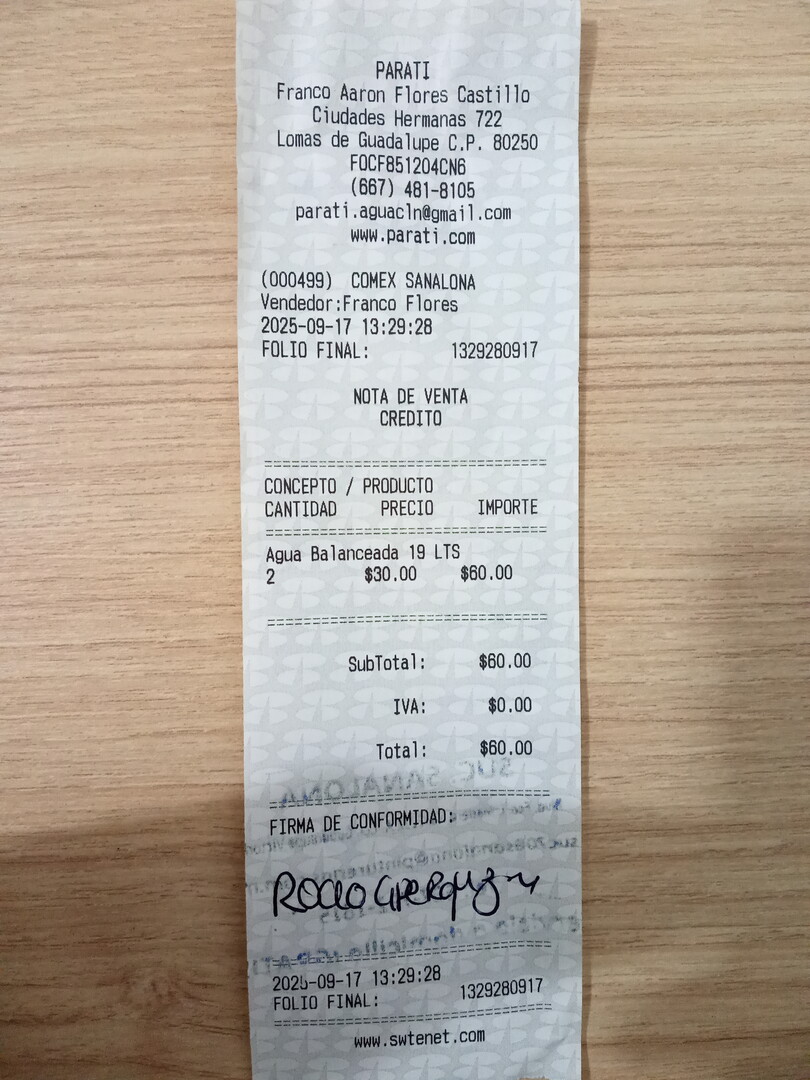 PARATI
Franco Aaron Flores Castillo
Ciudades Hermanas 722
Lomas de Guadalupe C.P. 80250
FOCF851204CN6
(667) 481-8105
parati.aguacln@gmail.com
www.parati.com
(000499) COMEX SANALONA
Vendedor:Franco Flores
2025-09-17 13:29:28
FOLIO FINAL: 1329280917
NOTA DE VENTA
CREDITO
CONCEPTO / PRODUCTO
CANTIDAD PRECIO IMPORTE
Agua Balanceada 19 LTS
2 $30.00 $60.00
SubTotal: $60.00
IVA: $0.00
Total: $60.00
SUC. SANALONA
FIRMA DE CONFORMIDAD:
ROCIO
2025-09-17 13:29:28
FOLIO FINAL: 1329280917
www.swtenet.com